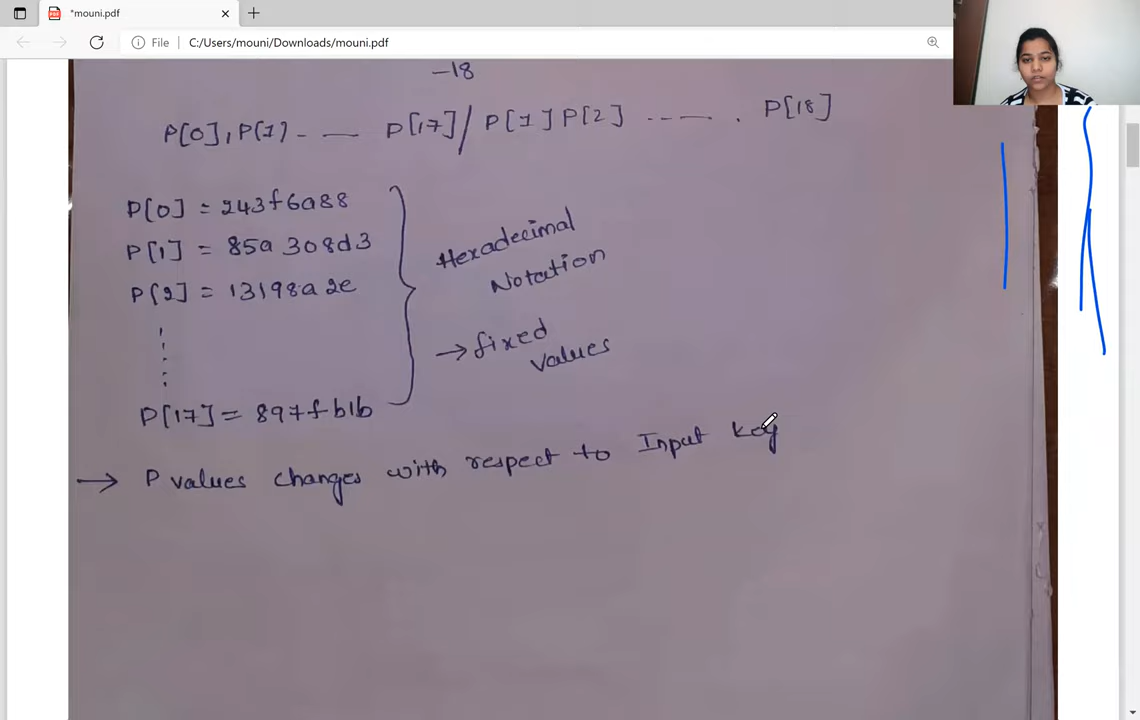 *mouni.pdf
File C:/Users/mouni/Downloads/mouni.pdf
-18
P[0], P[1] - — P[17] / P[1] P[2] ----- . P[18]
P[0] = 243f6a88
P[1] = 85a308d3
P[2] = 13198a2e
P[17] = 897fb1b
Hexadecimal
Notation
→ fixed
values
→ P values changes with respect to Input key